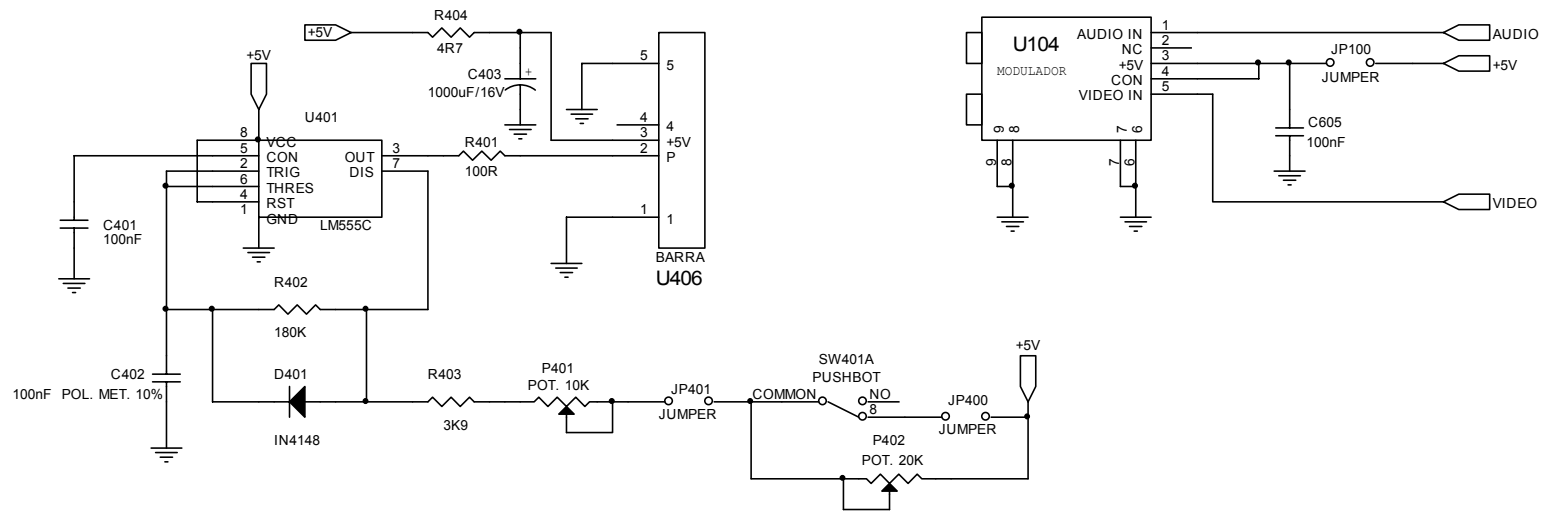 +5V
R404
4R7
C403
+
1000uF/16V
5
5
4
4
3
+5V
2
P
1
1
BARRA
U406
+5V
U401
8
VCC
5
CON
2
TRIG
6
THRES
4
RST
1
GND
OUT
3
DIS
7
LM555C
R401
100R
C401
100nF
R402
180K
C402
100nF POL. MET. 10%
D401
IN4148
R403
3K9
P401
POT. 10K
JP401
JUMPER
COMMON
SW401A
PUSHBOT
NO
8
JP400
JUMPER
+5V
P402
POT. 20K
U104
MODULADOR
AUDIO IN
1
NC
2
+5V
3
CON
4
VIDEO IN
5
9
8
7
6
9
8
7
6
JP100
JUMPER
AUDIO
+5V
C605
100nF
VIDEO